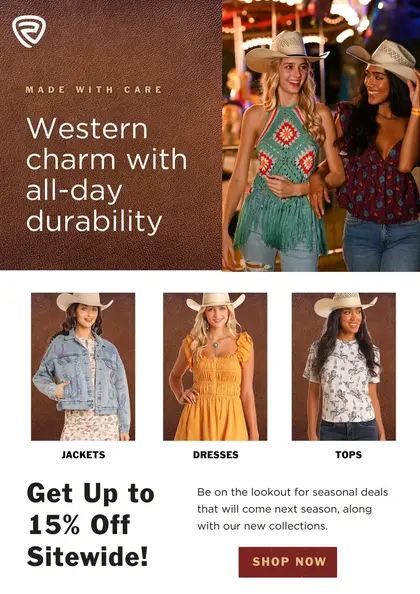 MADE WITH CARE
Western
charm with
all-day
durability
JACKETS
DRESSES
TOPS
Get Up to
15% Off
Sitewide!
Be on the lookout for seasonal deals
that will come next season, along
with our new collections.
SHOP NOW